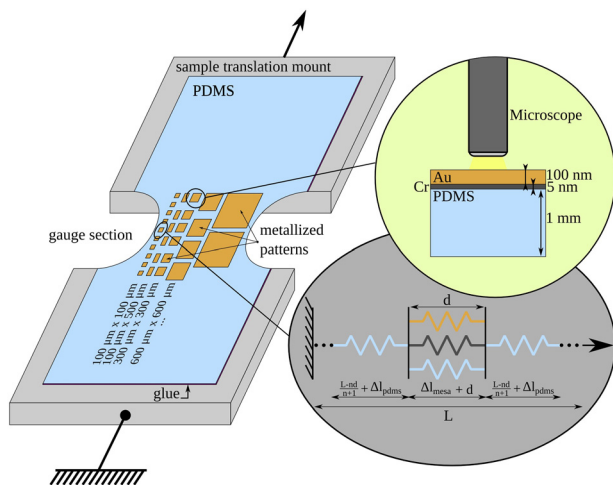 sample translation mount
PDMS
gauge section
metallized
patterns
100 μm x 100 μm
100 μm x 500 μm
300 μm x 300 μm
600 μm x 600 μm
...
glue
Microscope
Au
100 nm
Cr
5 nm
PDMS
1 mm
d
L-nd/n+1 + Δl_pdms
Δl_mesa + d
L-nd/n+1 + Δl_pdms
L